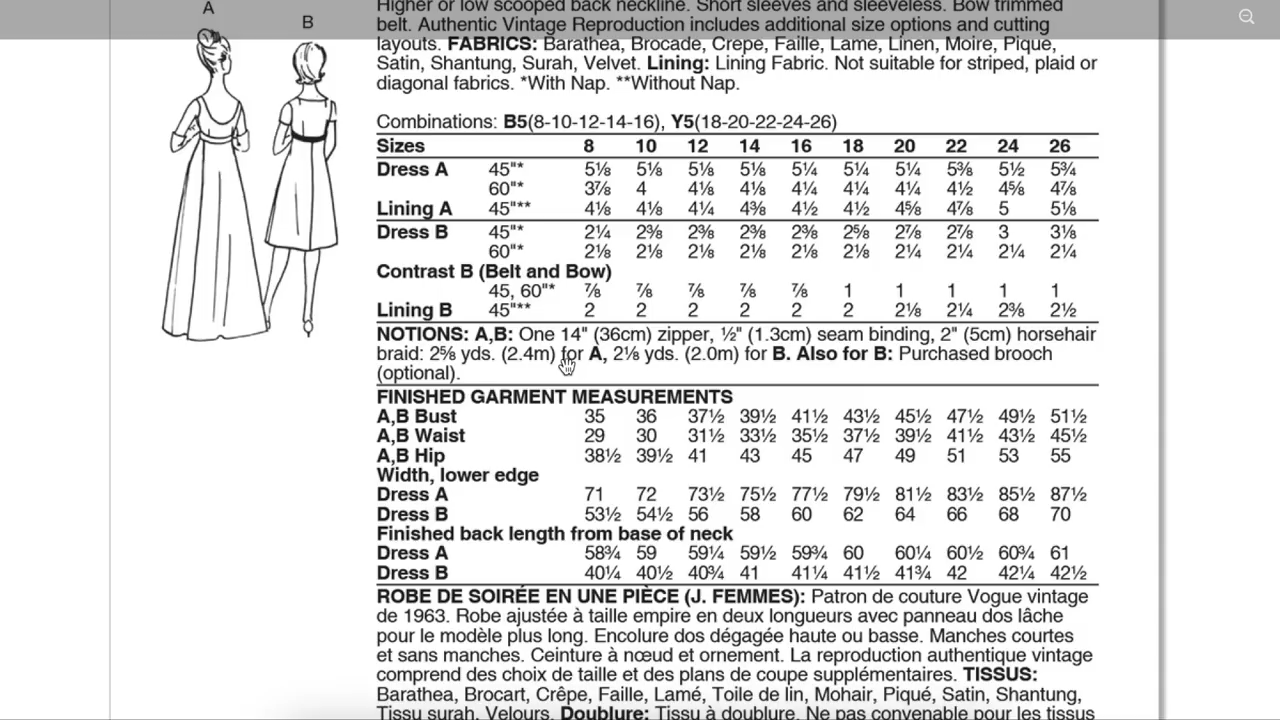 A
B
Higher or low scooped back neckline. Short sleeves and sleeveless. Bow trimmed
belt. Authentic Vintage Reproduction includes additional size options and cutting
layouts. FABRICS: Barathea, Brocade, Crepe, Faille, Lame, Linen, Moire, Pique,
Satin, Shantung, Surah, Velvet. Lining: Lining Fabric. Not suitable for striped, plaid or
diagonal fabrics. *With Nap. **Without Nap.
Combinations: B5(8-10-12-14-16), Y5(18-20-22-24-26)
Sizes 8 10 12 14 16 18 20 22 24 26
Dress A 45"* 5⅛ 5⅛ 5⅛ 5⅛ 5¼ 5¼ 5¼ 5⅜ 5½ 5¾
60"* 3⅞ 4 4⅛ 4⅛ 4¼ 4¼ 4¼ 4½ 4⅝ 4⅞
Lining A 45"** 4⅛ 4⅛ 4¼ 4⅜ 4½ 4½ 4⅝ 4⅞ 5 5⅛
Dress B 45"* 2¼ 2⅜ 2⅜ 2⅜ 2⅜ 2⅝ 2⅞ 2⅞ 3 3⅛
60"* 2⅛ 2⅛ 2⅛ 2⅛ 2⅛ 2⅛ 2¼ 2¼ 2¼ 2¼
Contrast B (Belt and Bow)
45, 60"* ⅞ ⅞ ⅞ ⅞ ⅞ 1 1 1 1 1
Lining B 45"** 2 2 2 2 2 2 2⅛ 2¼ 2⅜ 2½
NOTIONS: A,B: One 14" (36cm) zipper, ½" (1.3cm) seam binding, 2" (5cm) horsehair
braid: 2⅝ yds. (2.4m) for A, 2⅛ yds. (2.0m) for B. Also for B: Purchased brooch
(optional).
FINISHED GARMENT MEASUREMENTS
A,B Bust 35 36 37½ 39½ 41½ 43½ 45½ 47½ 49½ 51½
A,B Waist 29 30 31½ 33½ 35½ 37½ 39½ 41½ 43½ 45½
A,B Hip 38½ 39½ 41 43 45 47 49 51 53 55
Width, lower edge
Dress A 71 72 73½ 75½ 77½ 79½ 81½ 83½ 85½ 87½
Dress B 53½ 54½ 56 58 60 62 64 66 68 70
Finished back length from base of neck
Dress A 58¾ 59 59¼ 59½ 59¾ 60 60¼ 60½ 60¾ 61
Dress B 40¼ 40½ 40¾ 41 41¼ 41½ 41¾ 42 42¼ 42½
ROBE DE SOIRÉE EN UNE PIÈCE (J. FEMMES): Patron de couture Vogue vintage
de 1963. Robe ajustée à taille empire en deux longueurs avec panneau dos lâche
pour le modèle plus long. Encolure dos dégagée haute ou basse. Manches courtes
et sans manches. Ceinture à nœud et ornement. La reproduction authentique vintage
comprend des choix de taille et des plans de coupe supplémentaires. TISSUS:
Barathea, Brocart, Crêpe, Faille, Lamé, Toile de lin, Mohair, Piqué, Satin, Shantung,
Tissu surah, Velours. Doublure: Tissu à doublure. Ne pas convenable pour les tissus